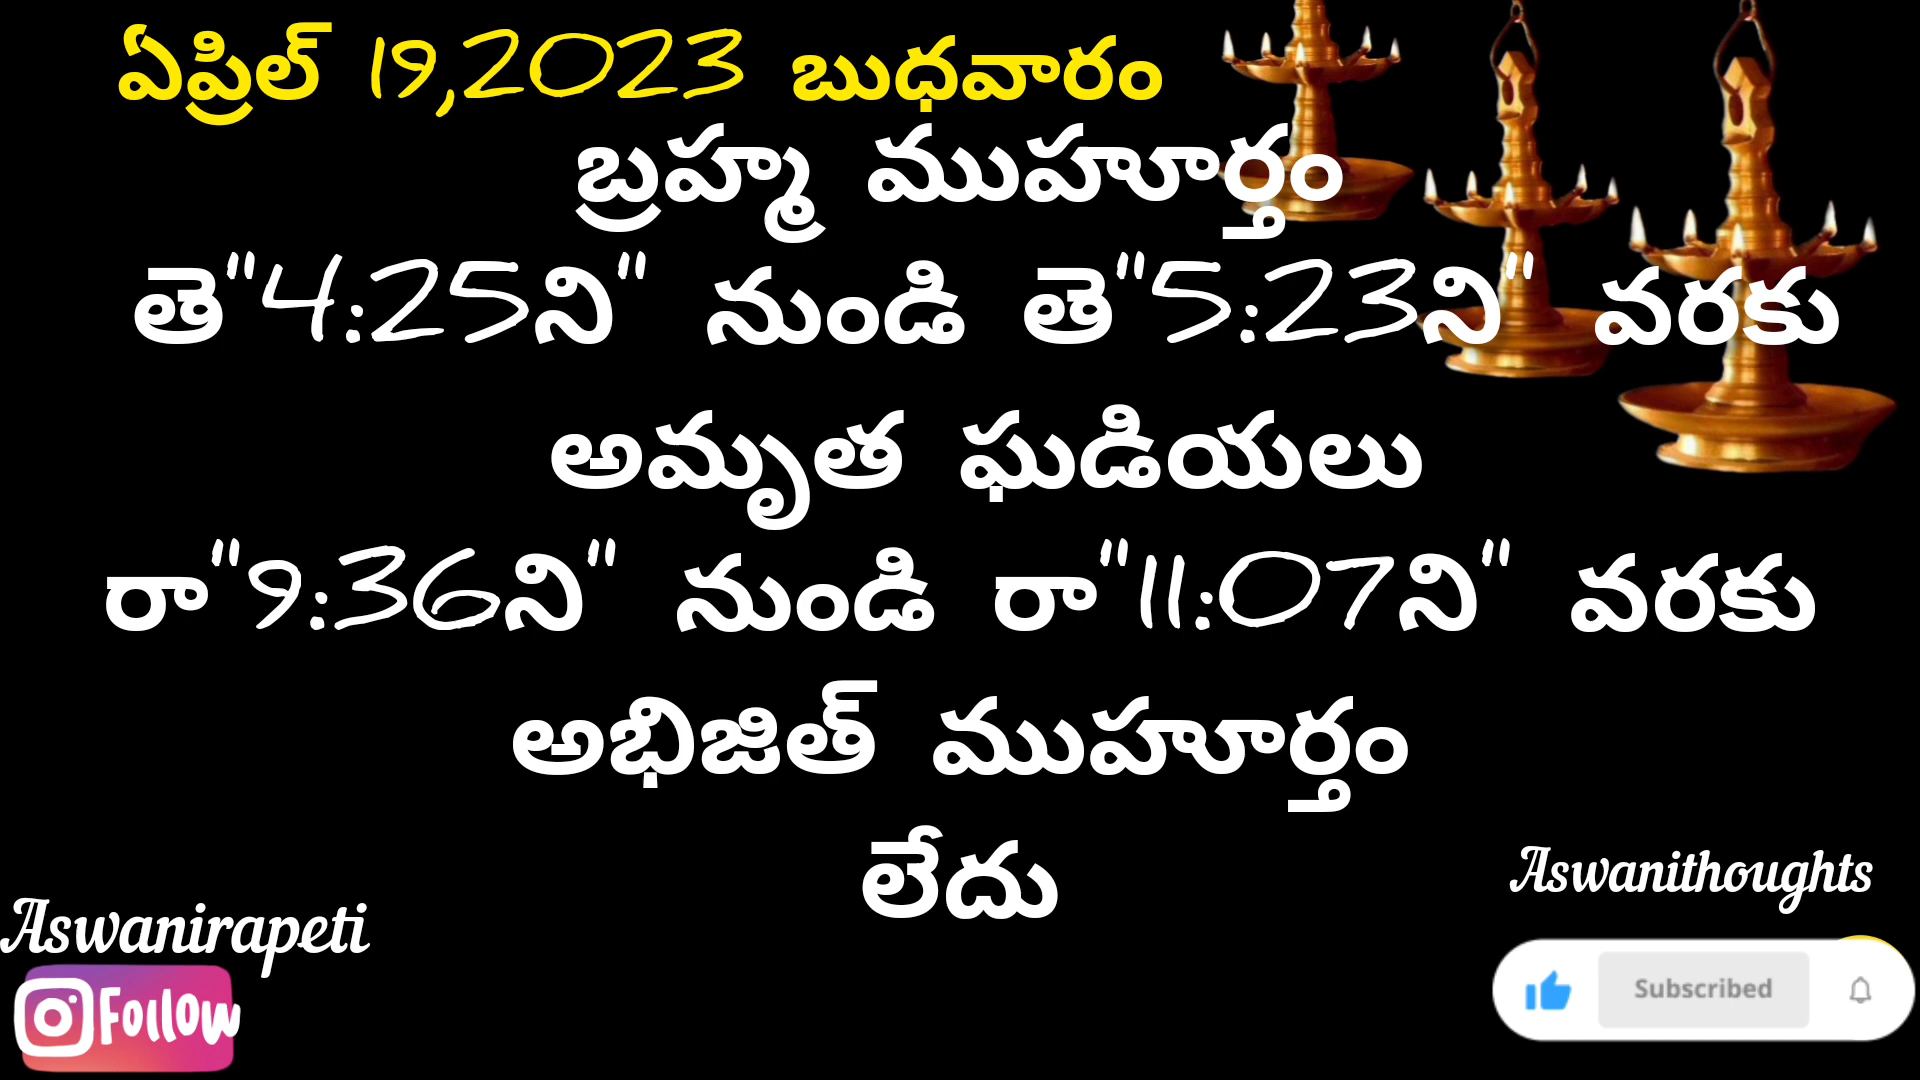 ఏప్రిల్ 19,2023 బుధవారం
బ్రహ్మ ముహూర్తం
తె"4:25ని" నుండి తె"5:23ని" వరకు
అమృత ఘడియలు
రా"9:36ని" నుండి రా"11:07ని" వరకు
అభిజిత్ ముహూర్తం
లేదు
Aswanithoughts
Aswanirapeti
Subscribed
Follow